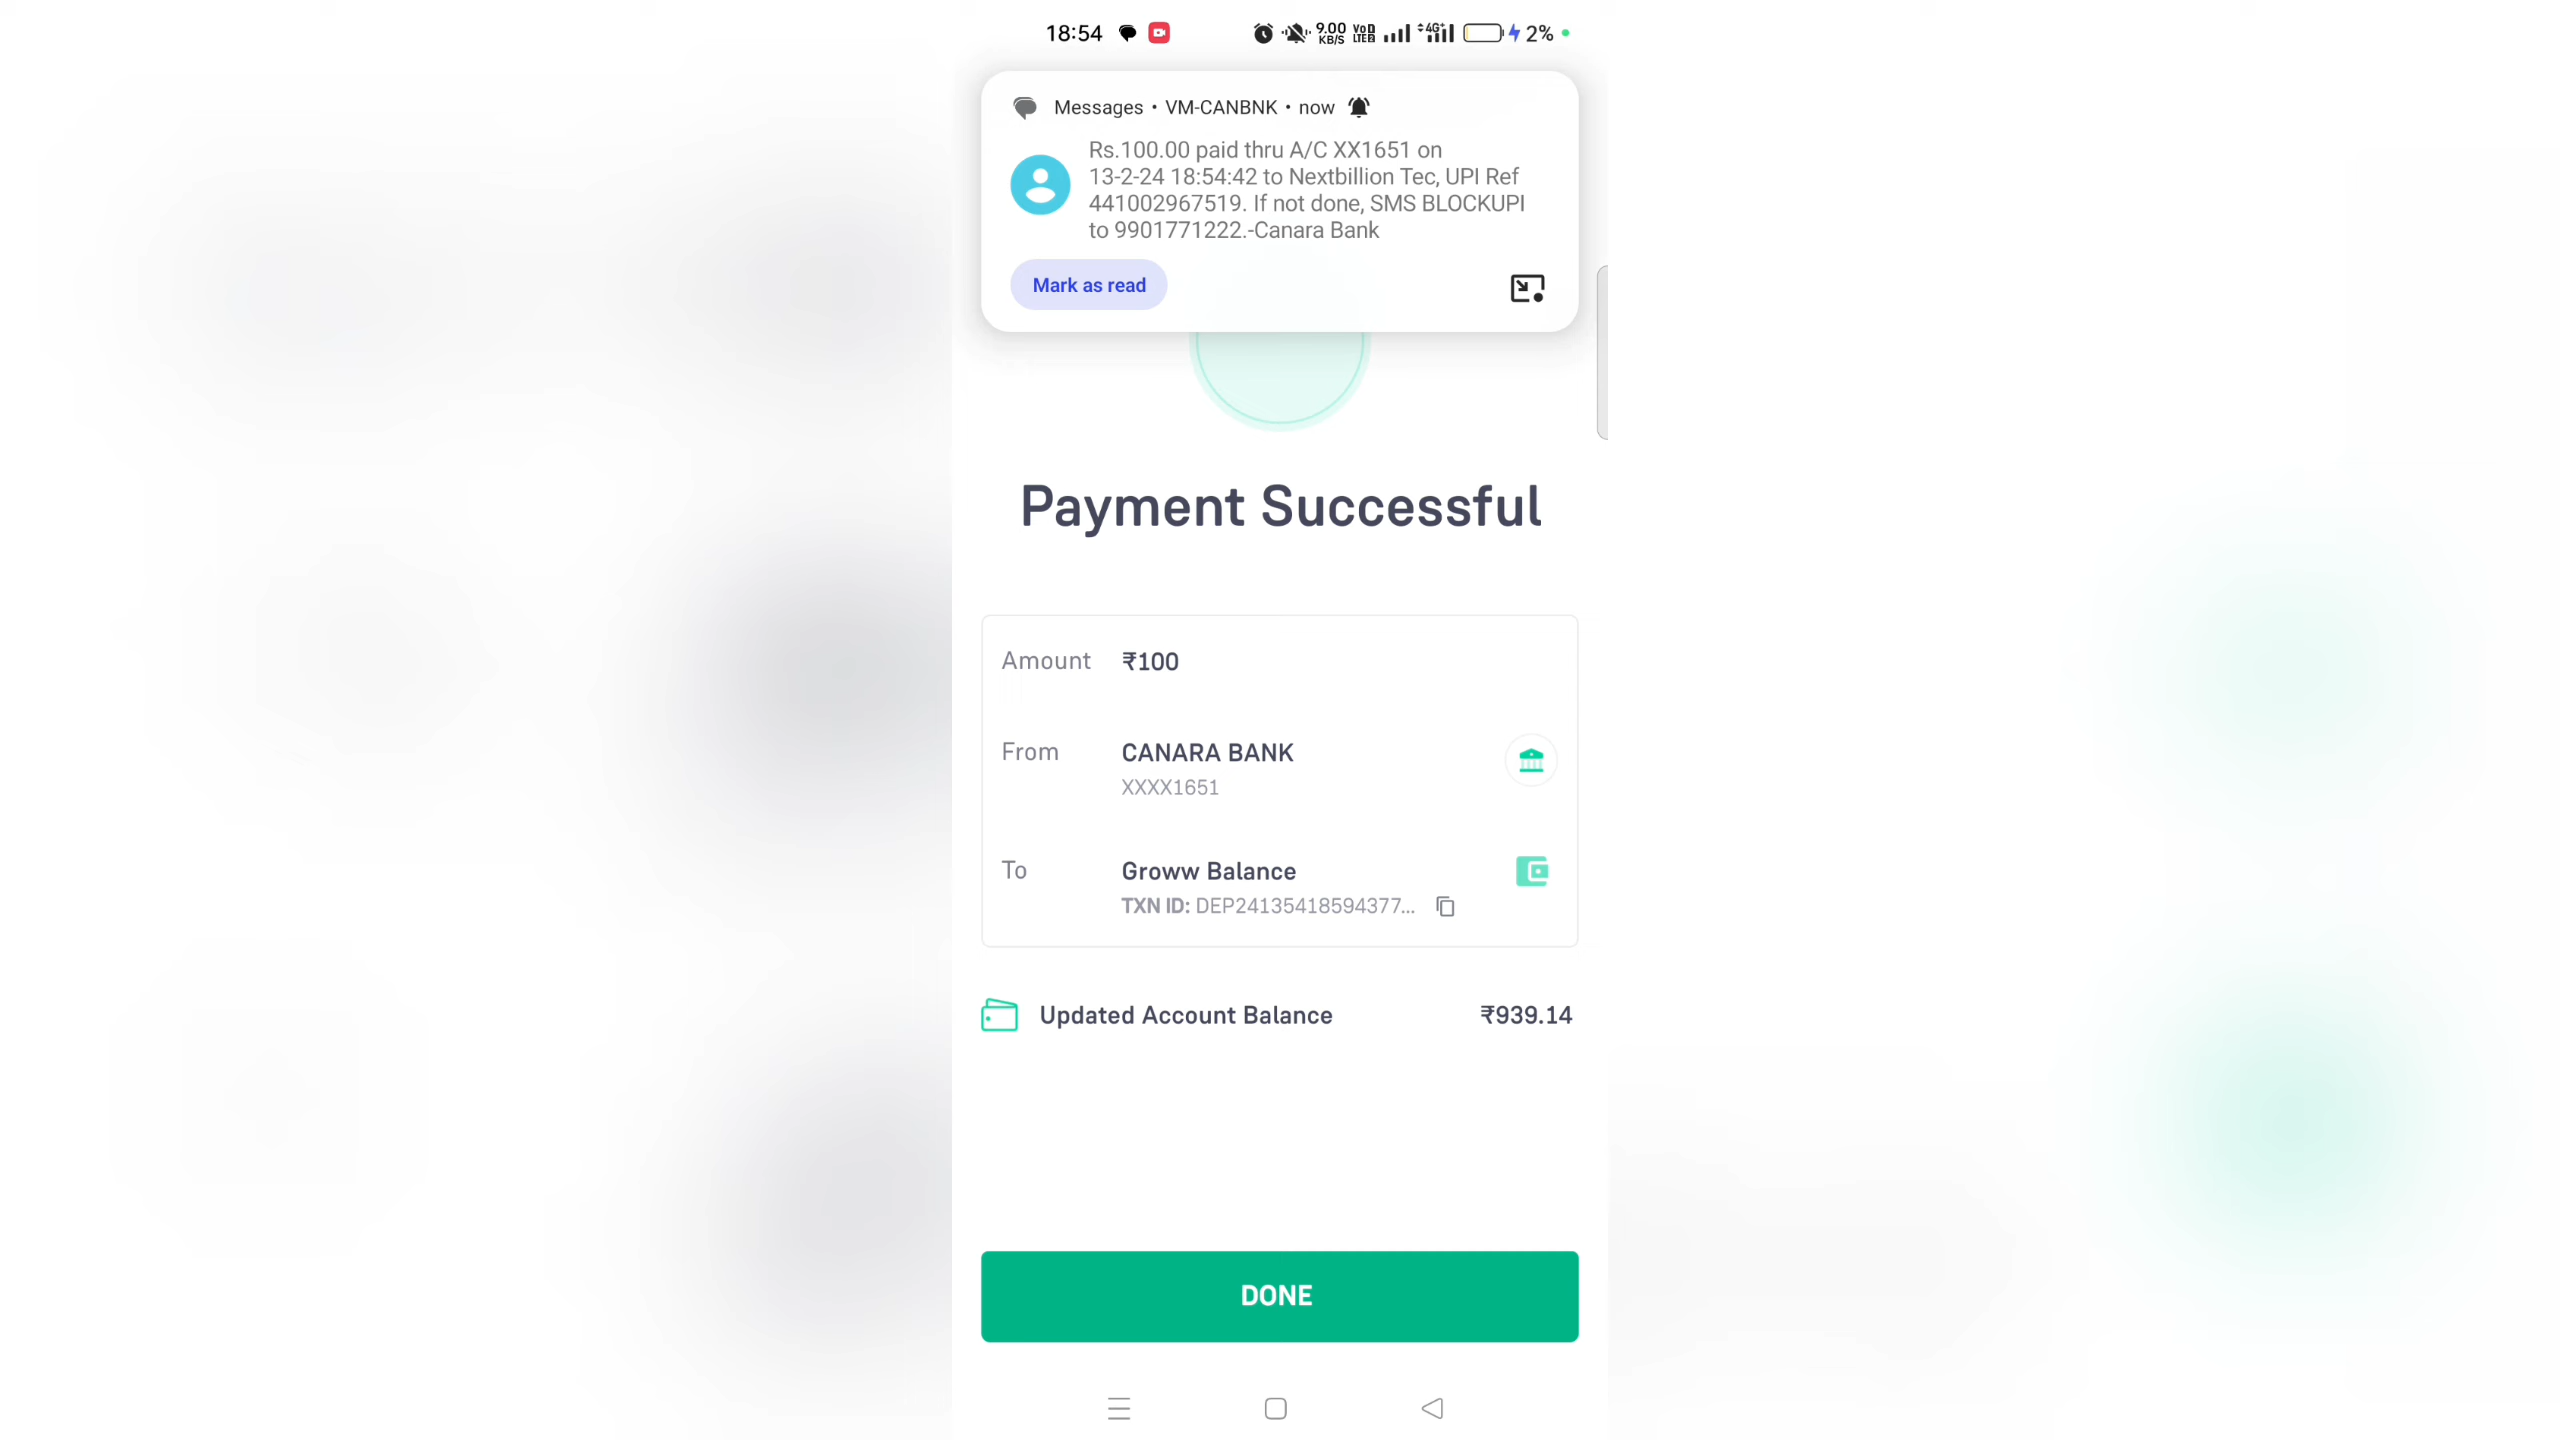 18:54 9.00 KB/S VoD LTE2 4G+ 2%
Messages • VM-CANBNK • now
Rs.100.00 paid thru A/C XX1651 on
13-2-24 18:54:42 to Nextbillion Tec, UPI Ref
441002967519. If not done, SMS BLOCKUPI
to 9901771222.-Canara Bank
Mark as read
Payment Successful
Amount ₹100
From CANARA BANK
XXXX1651
To Groww Balance
TXN ID: DEP24135418594377...
Updated Account Balance ₹939.14
DONE